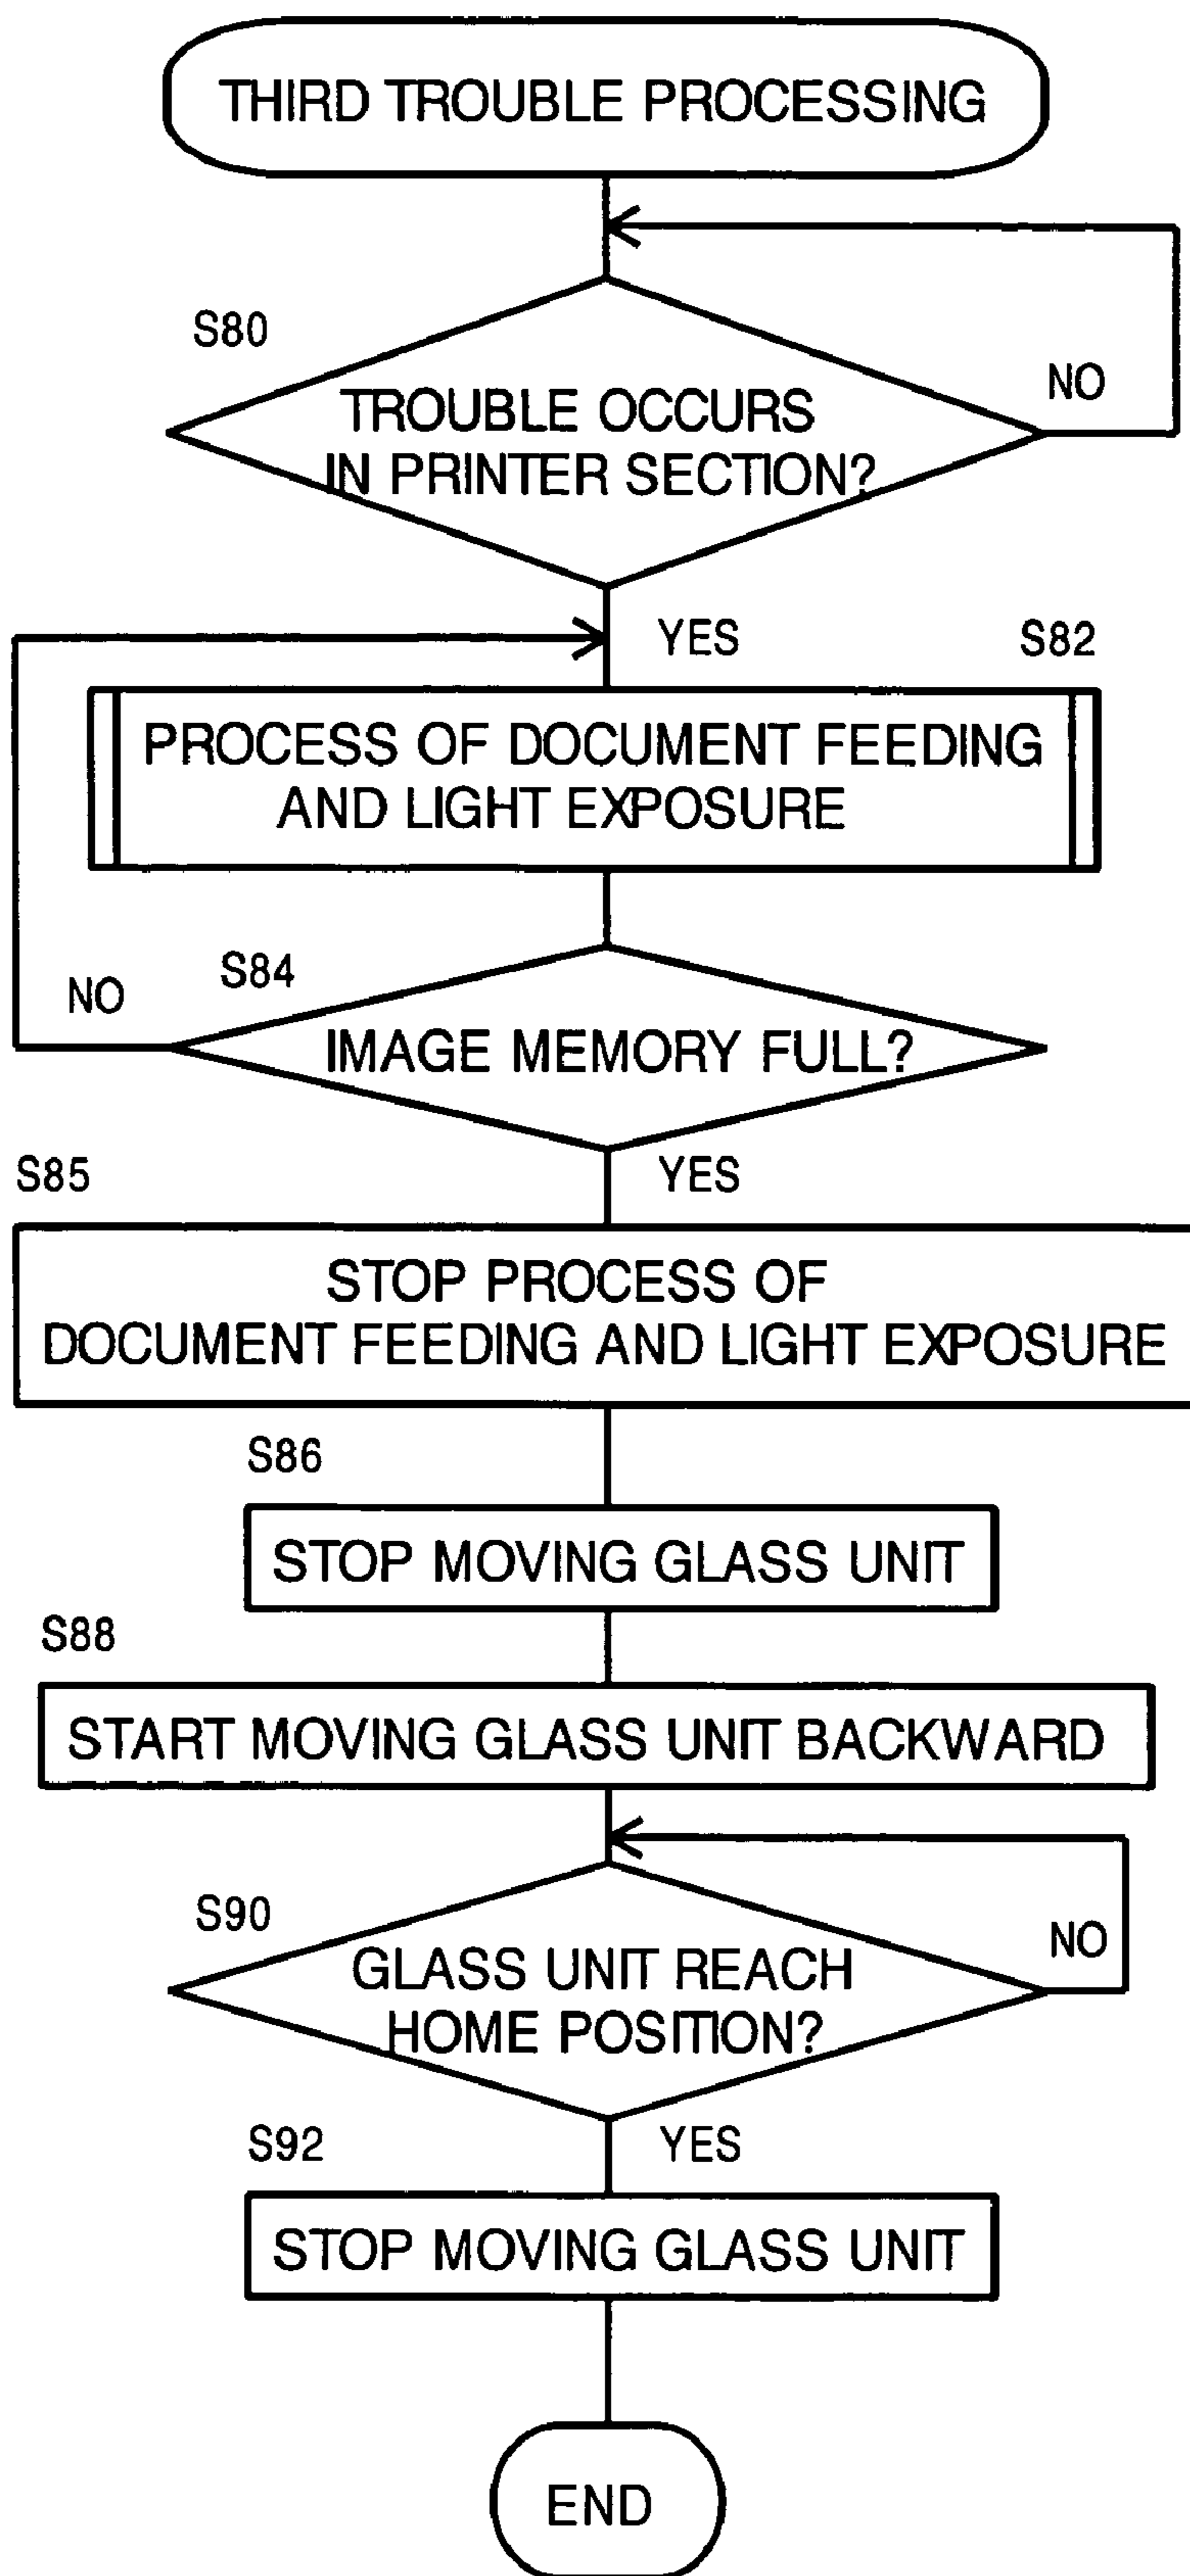 THIRD TROUBLE PROCESSING
S80
TROUBLE OCCURS
IN PRINTER SECTION?
NO
YES
S82
PROCESS OF DOCUMENT FEEDING
AND LIGHT EXPOSURE
S84
NO
IMAGE MEMORY FULL?
YES
S85
STOP PROCESS OF
DOCUMENT FEEDING AND LIGHT EXPOSURE
S86
STOP MOVING GLASS UNIT
S88
START MOVING GLASS UNIT BACKWARD
S90
NO
GLASS UNIT REACH
HOME POSITION?
S92
YES
STOP MOVING GLASS UNIT
END